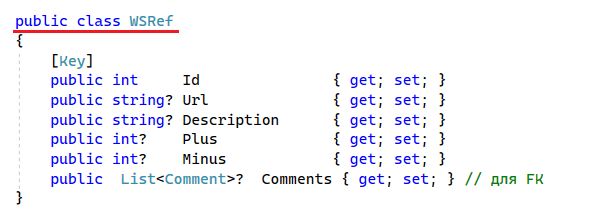 public class WSRef
{
[Key]
public int Id { get; set; }
public string? Url { get; set; }
public string? Description { get; set; }
public int? Plus { get; set; }
public int? Minus { get; set; }
public List<Comment>? Comments { get; set; } // для FK
}